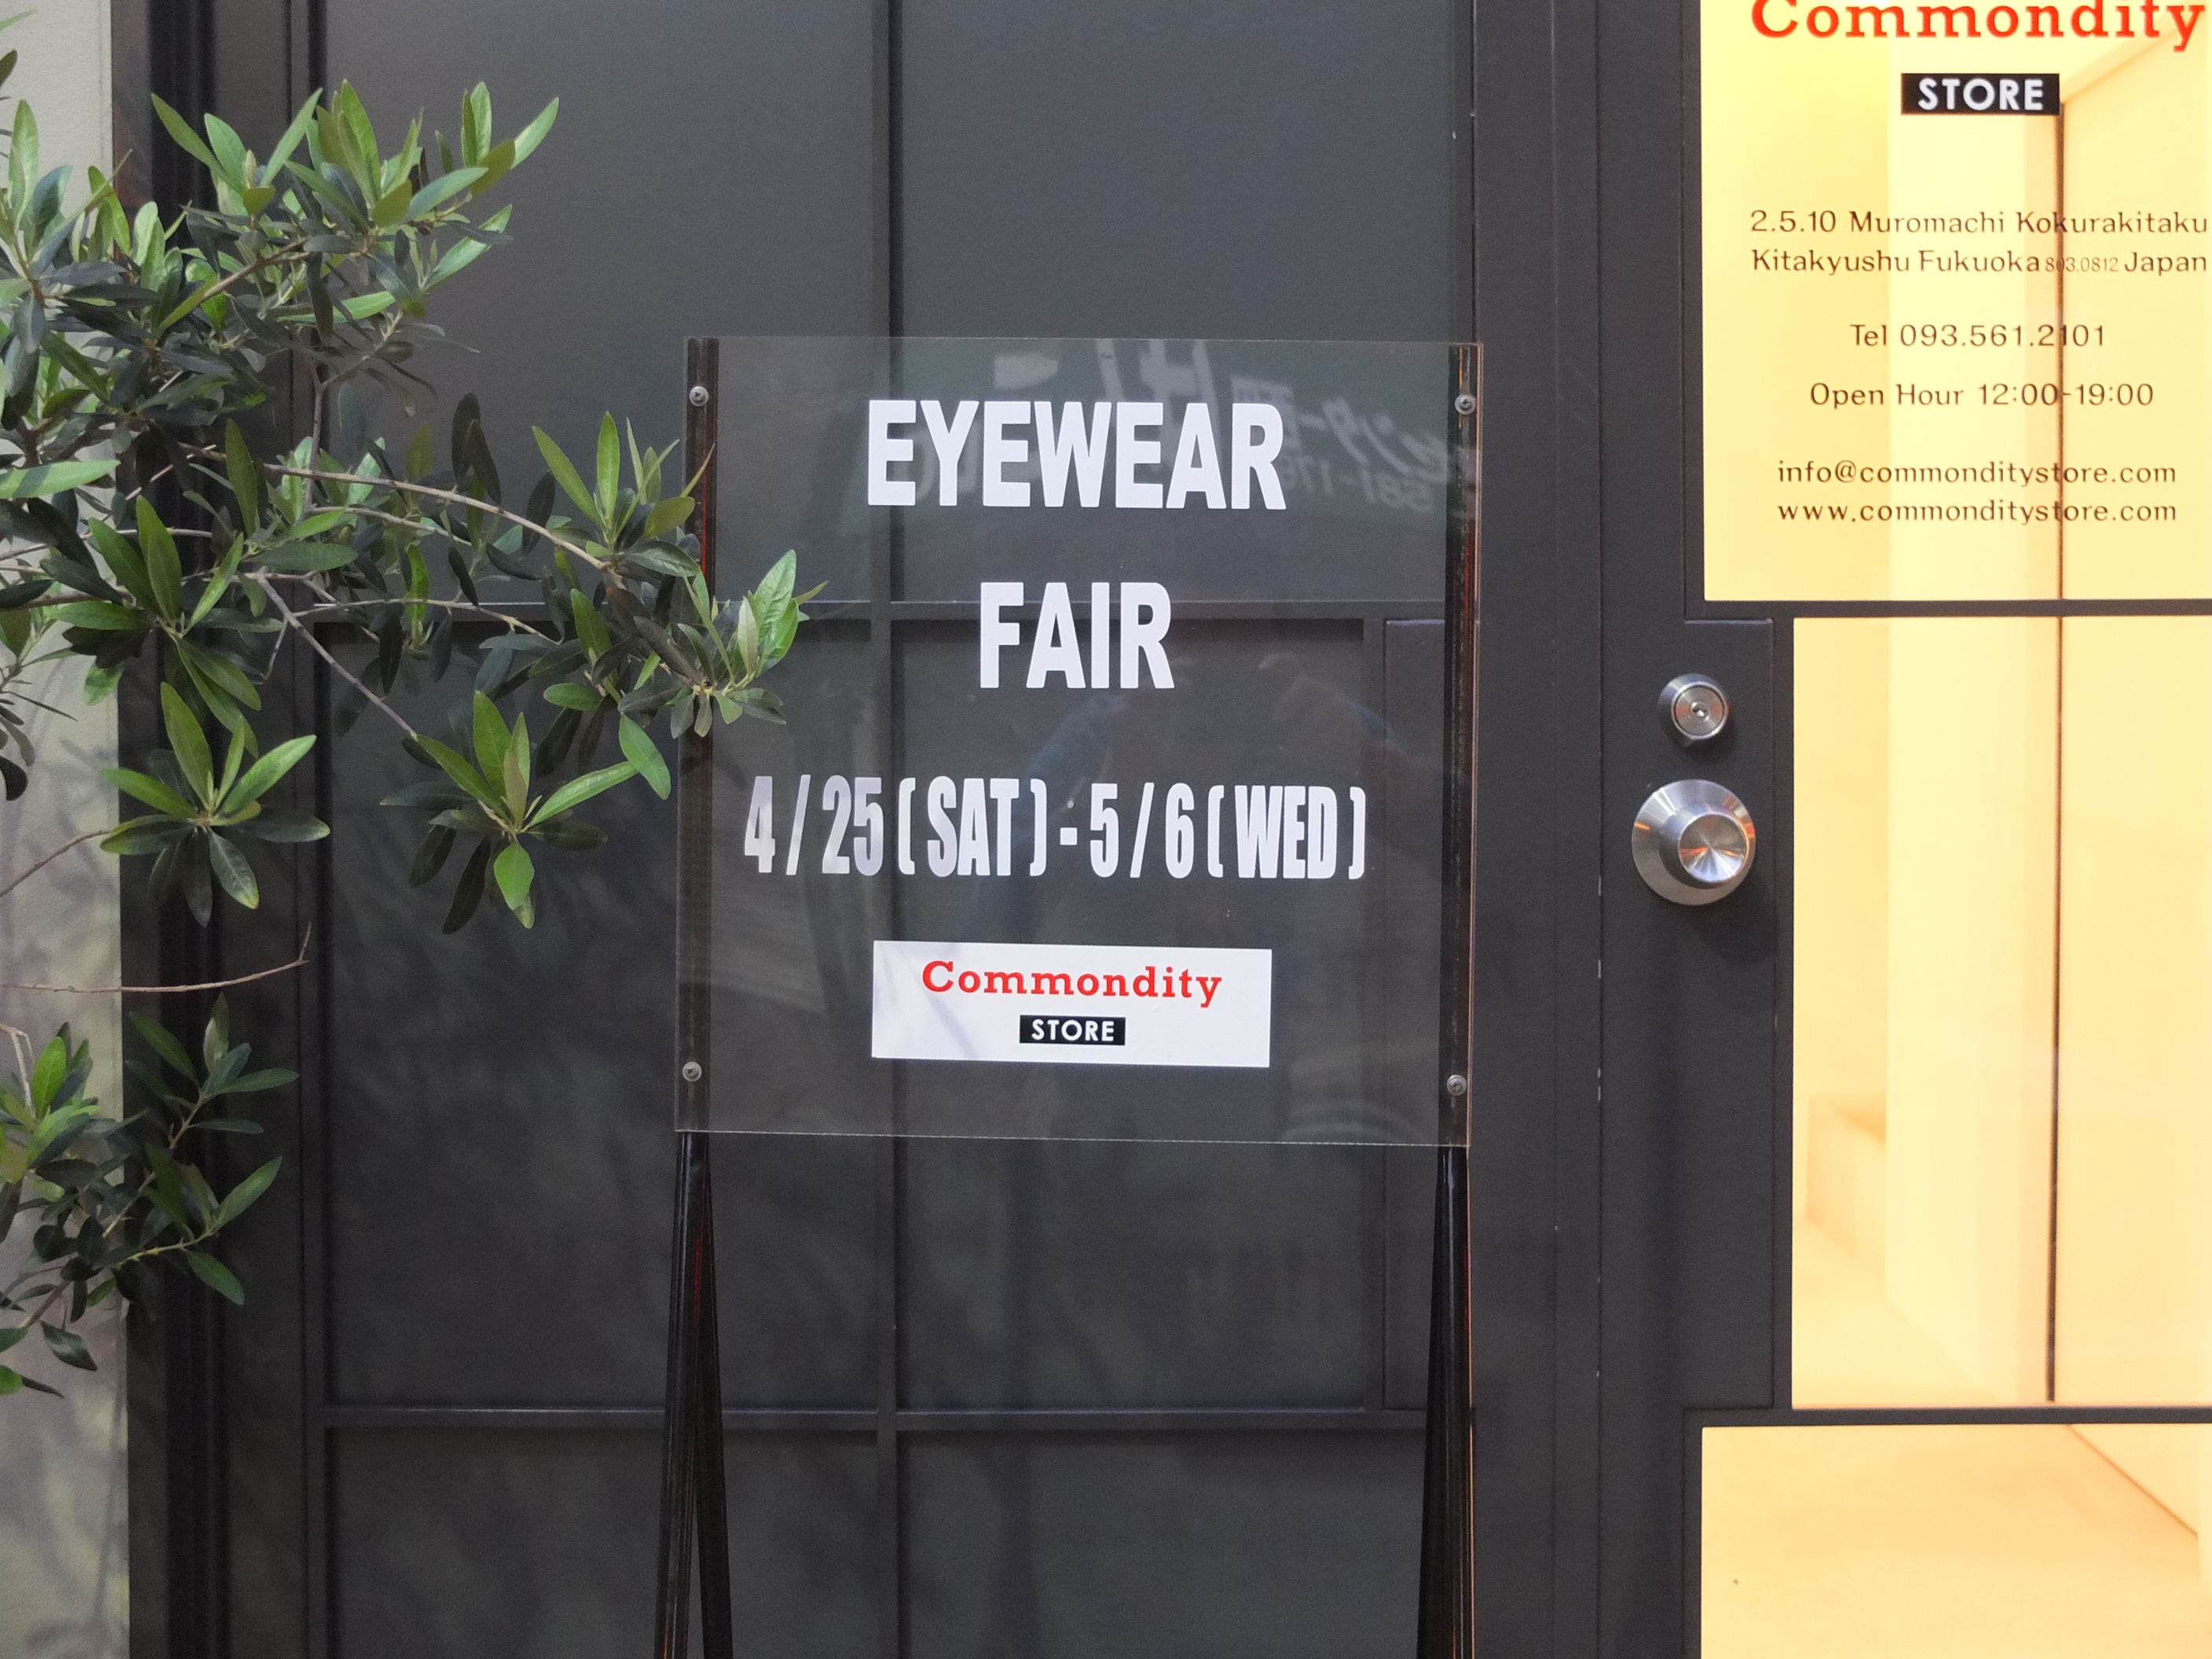 EYEWEAR
FAIR
4/25(SAT)-5/6(WED)
Commondity
STORE
Commondity
STORE
2.5.10 Muromachi Kokurakitaku
Kitakyushu Fukuoka 803.0812 Japan
Tel 093.561.2101
Open Hour 12:00-19:00
info@commonditystore.com
www.commonditystore.com